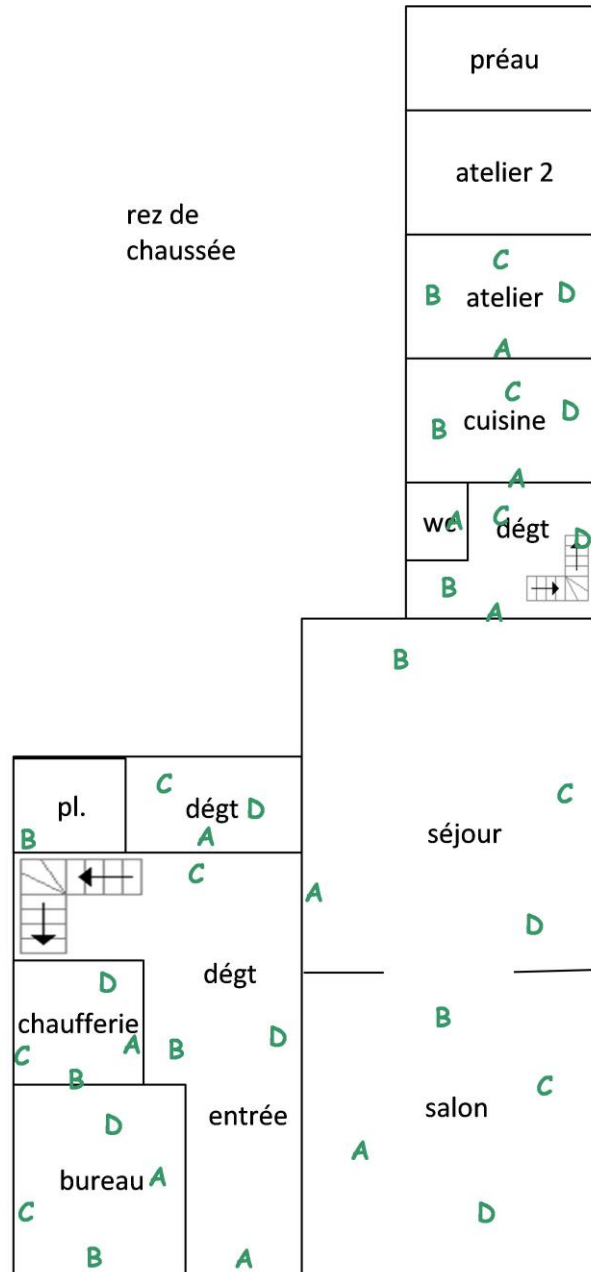 préau
atelier 2
rez de
chaussée
C
B atelier D
A
C
B cuisine D
A
wc A C dégt D
B
A
B
C
pl. dégt D
C
séjour
B A
C
A
D
dégt
D
chaufferie
B
C A B D
B
C
entrée salon
D
A
bureau A
C D
B A